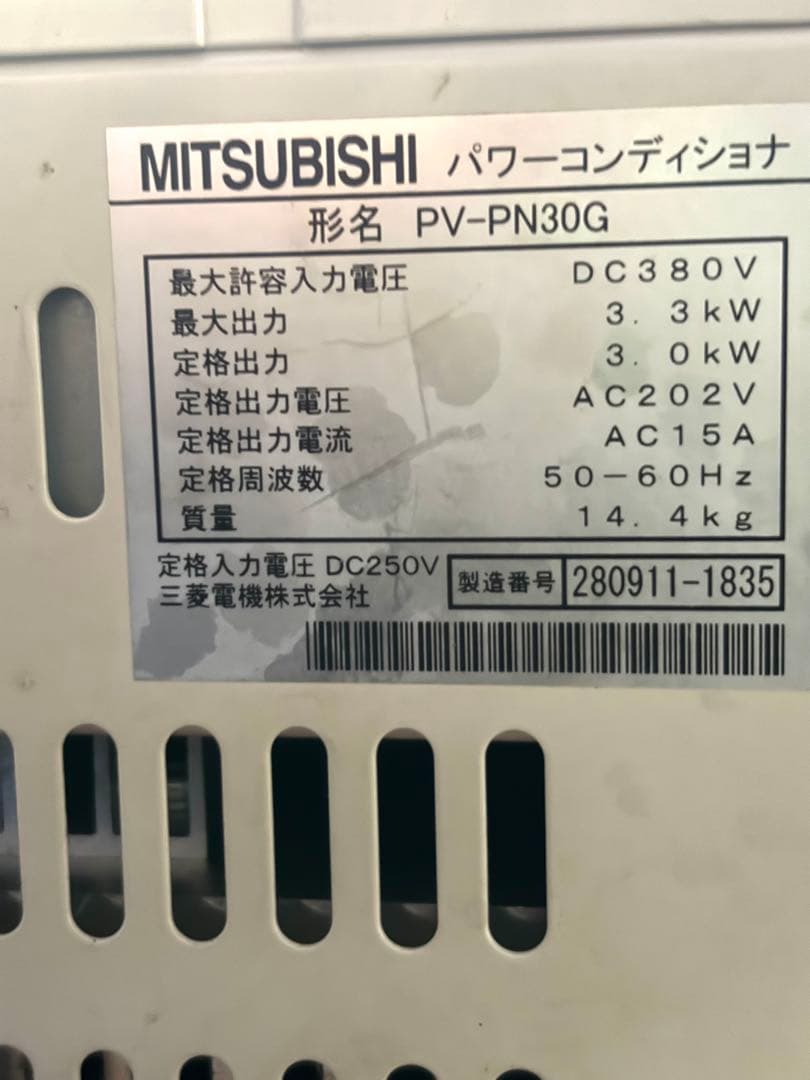 MITSUBISHI パワーコンディショナ
形名 PV-PN30G
最大許容入力電圧 DC380V
最大出力 3.3kW
定格出力 3.0kW
定格出力電圧 AC202V
定格出力電流 AC15A
定格周波数 50-60Hz
質量 14.4kg
定格入力電圧 DC250V
三菱電機株式会社
製造番号 280911-1835